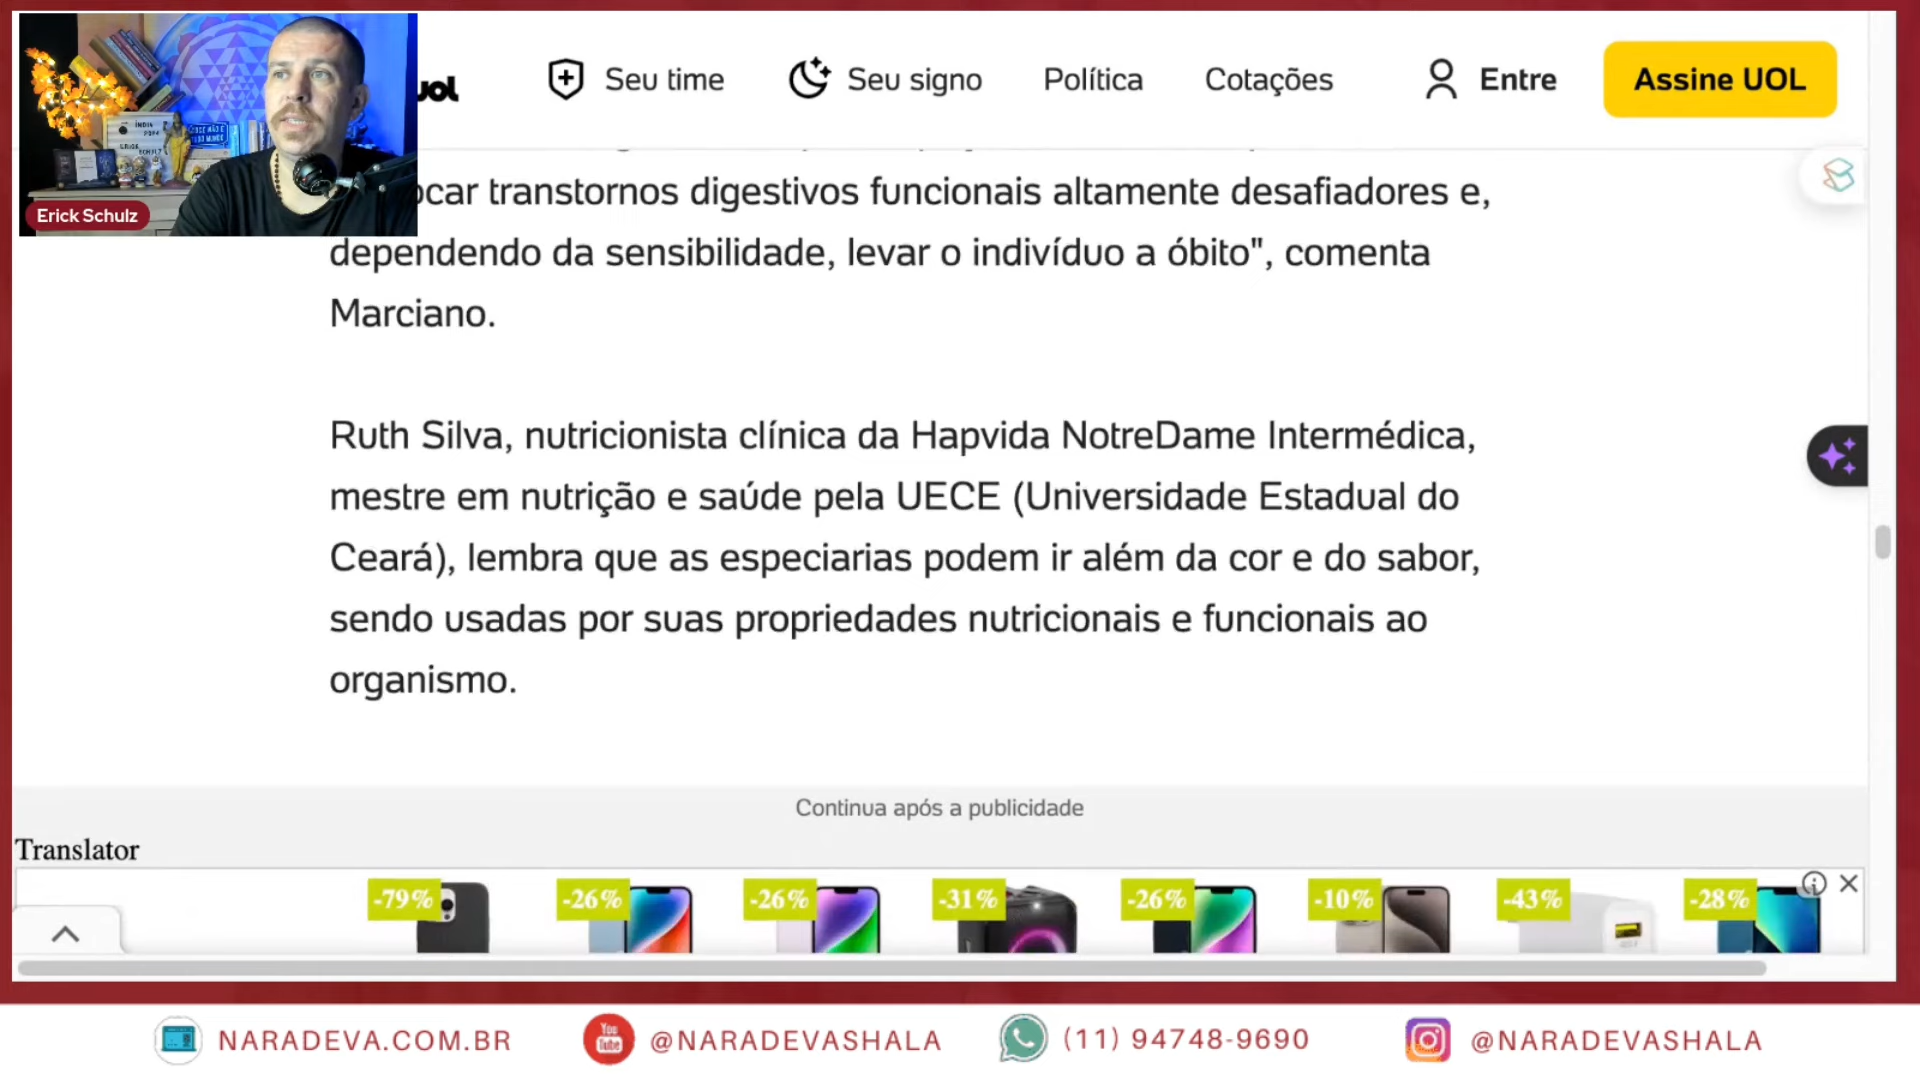 uol
Seu time
Seu signo
Política
Cotações
Entre
Assine UOL
Erick Schulz
ocar transtornos digestivos funcionais altamente desafiadores e,
dependendo da sensibilidade, levar o indivíduo a óbito", comenta
Marciano.
Ruth Silva, nutricionista clínica da Hapvida NotreDame Intermédica,
mestre em nutrição e saúde pela UECE (Universidade Estadual do
Ceará), lembra que as especiarias podem ir além da cor e do sabor,
sendo usadas por suas propriedades nutricionais e funcionais ao
organismo.
Continua após a publicidade
Translator
-79%
-26%
-26%
-31%
-26%
-10%
-43%
-28%
NARADEVA.COM.BR
You
Tube
@NARADEVASHALA
(11) 94748-9690
@NARADEVASHALA